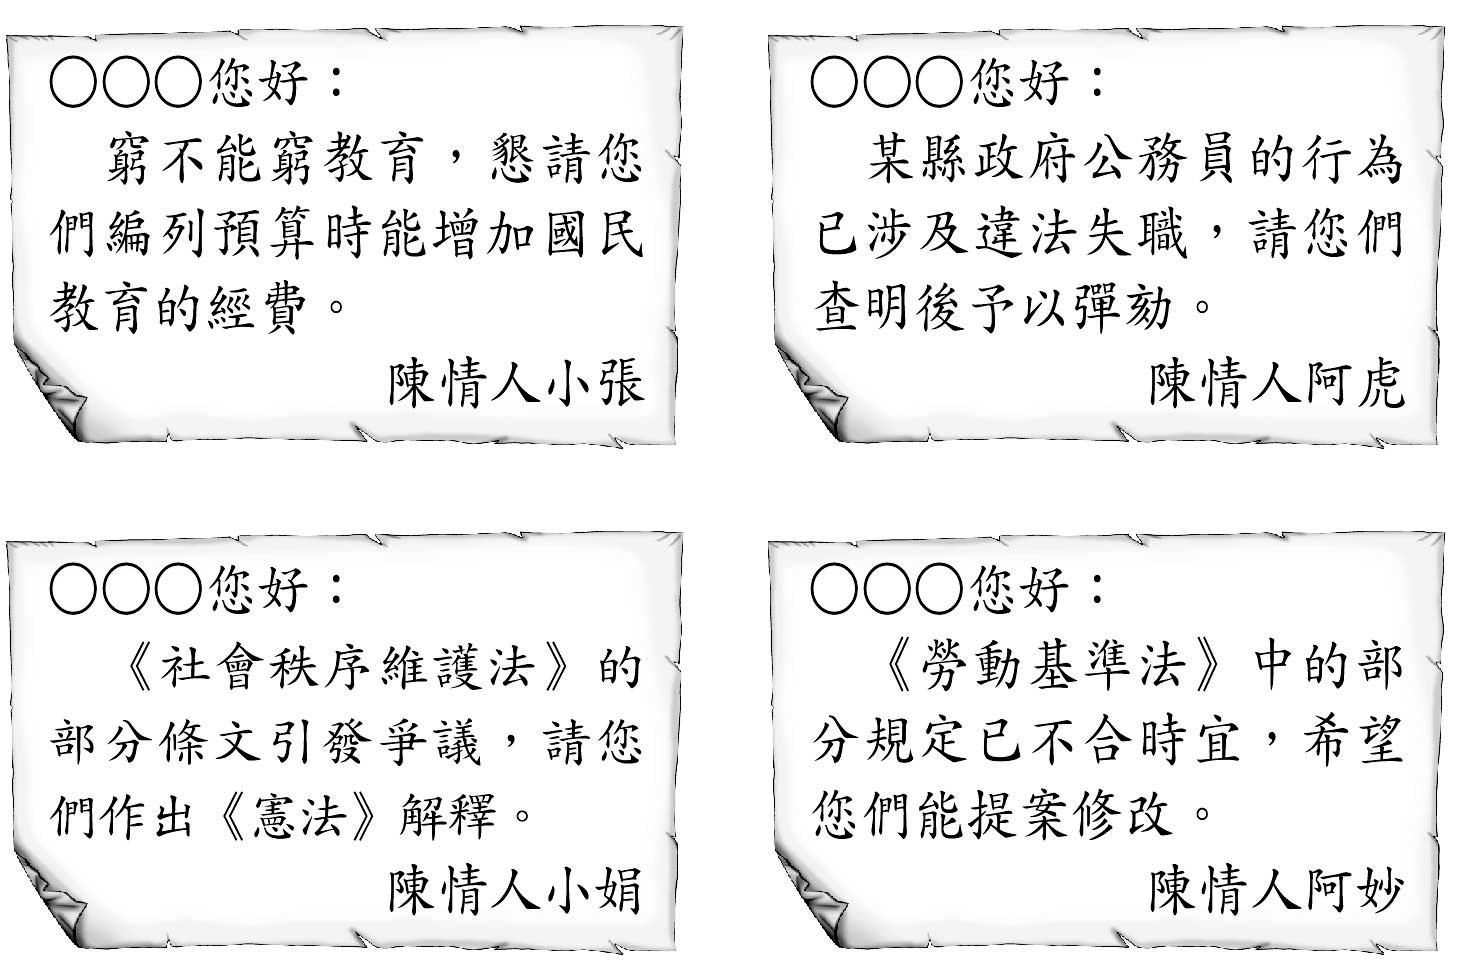 ○○○您好：
窮不能窮教育，懇請您
們編列預算時能增加國民
教育的經費。
陳情人小張
○○○您好：
某縣政府公務員的行為
已涉及違法失職，請您們
查明後予以彈劾。
陳情人阿虎
○○○您好：
《社會秩序維護法》的
部分條文引發爭議，請您
們作出《憲法》解釋。
陳情人小娟
○○○您好：
《勞動基準法》中的部
分規定已不合時宜，希望
您們能提案修改。
陳情人阿妙